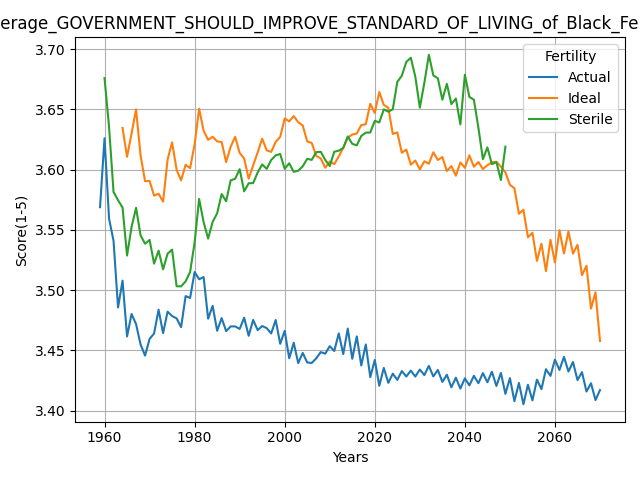 erage_GOVERNMENT_SHOULD_IMPROVE_STANDARD_OF_LIVING_of_Black_Fe
3.70
3.65
3.60
3.55
3.50
3.45
3.40
Score(1-5)
1960 1980 2000 2020 2040 2060
Years
Fertility
Actual
Ideal
Sterile